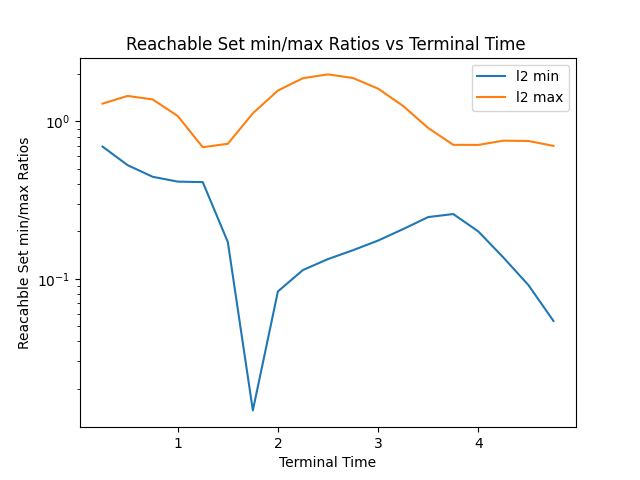 Reachable Set min/max Ratios vs Terminal Time
l2 min
l2 max
10⁰
10⁻¹
Reacahble Set min/max Ratios
1 2 3 4
Terminal Time